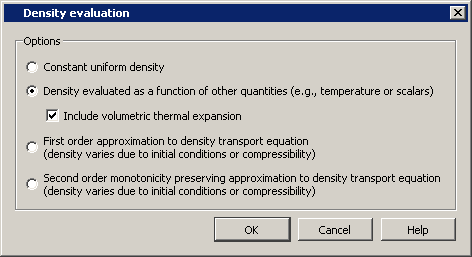 Density evaluation
Options
Constant uniform density
Density evaluated as a function of other quantities (e.g., temperature or scalars)
Include volumetric thermal expansion
First order approximation to density transport equation
(density varies due to initial conditions or compressibility)
Second order monotonicity preserving approximation to density transport equation
(density varies due to initial conditions or compressibility)
OK Cancel Help